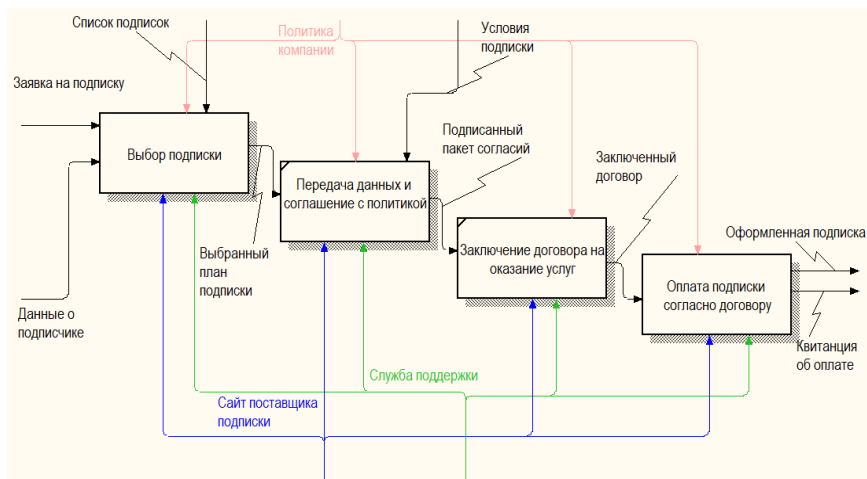 Список подписок
Политика
компании
Условия
подписки
Заявка на подписку
Выбор подписки
Подписанный
пакет согласий
Заключенный
договор
Передача данных и
соглашение с политикой
Выбранный
план
подписки
Заключение договора на
оказание услуг
Оформленная подписка
Оплата подписки
согласно договору
Данные о
подписчике
Квитанция
об оплате
Служба поддержки
Сайт поставщика
подписки